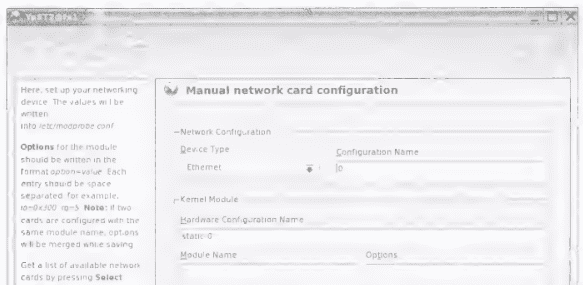 Here, set up your networking
device. The values will be
written
into /etc/modprobe.conf
Options for the module
should be written in the
format option=value. Each
entry should be space
separated, for example,
io=0x300 irq=5. Note: if two
cards are configured with the
same module name, options
will be merged while saving
Get a list of available network
cards by pressing Select
Manual network card configuration
Network Configuration
Device Type
Configuration Name
Ethernet
0
Kernel Module
Hardware Configuration Name
static-0
Module Name
Options